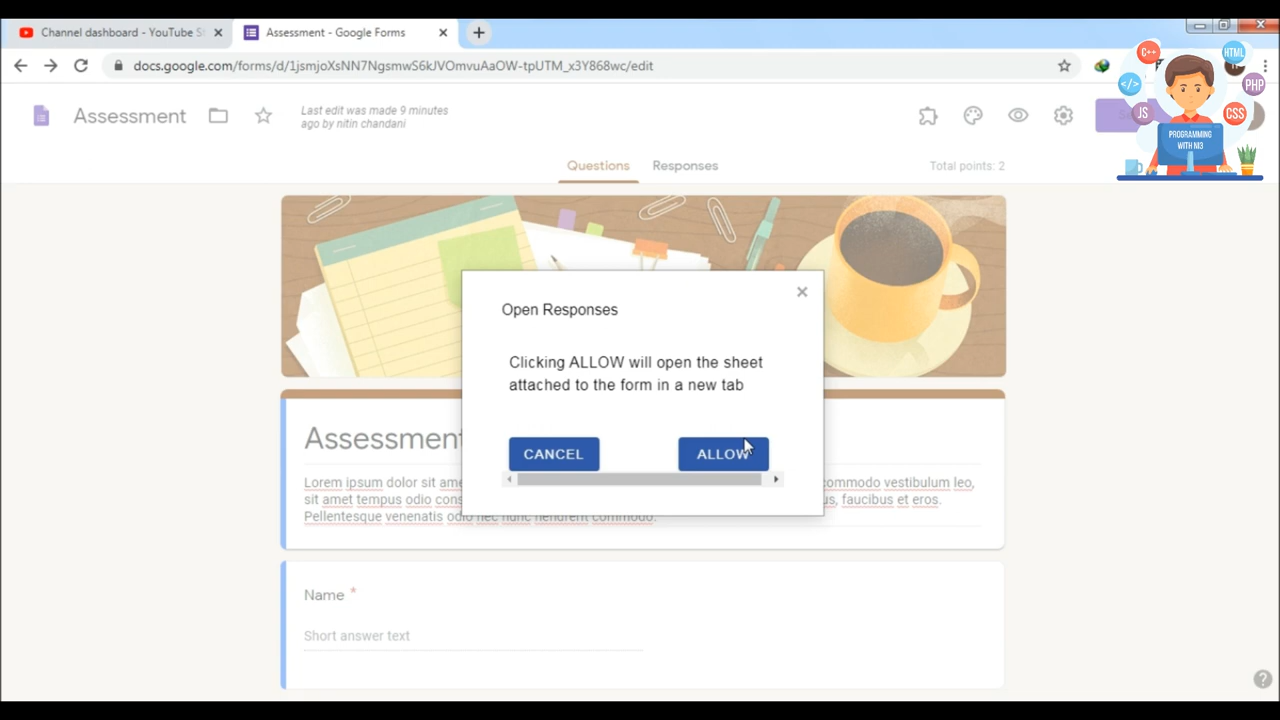 Channel dashboard - YouTube S
Assessment - Google Forms
docs.google.com/forms/d/1jsmjoXsNN7NgsmwS6kJVOmvuAaOW-tpUTM_x3Y868wc/edit
Assessment
Last edit was made 9 minutes
ago by nitin chandani
C++
HTML
</>
PHP
JS
CSS
PROGRAMMING
WITH NI3
Questions
Responses
Total points: 2
Open Responses
Clicking ALLOW will open the sheet
attached to the form in a new tab
CANCEL
ALLOW
Assessment
Lorem ipsum dolor sit ame commodo vestibulum leo,
sit amet tempus odio cons us, faucibus et eros.
Pellentesque venenatis odio nec nunc hendrerit commodo.
Name *
Short answer text